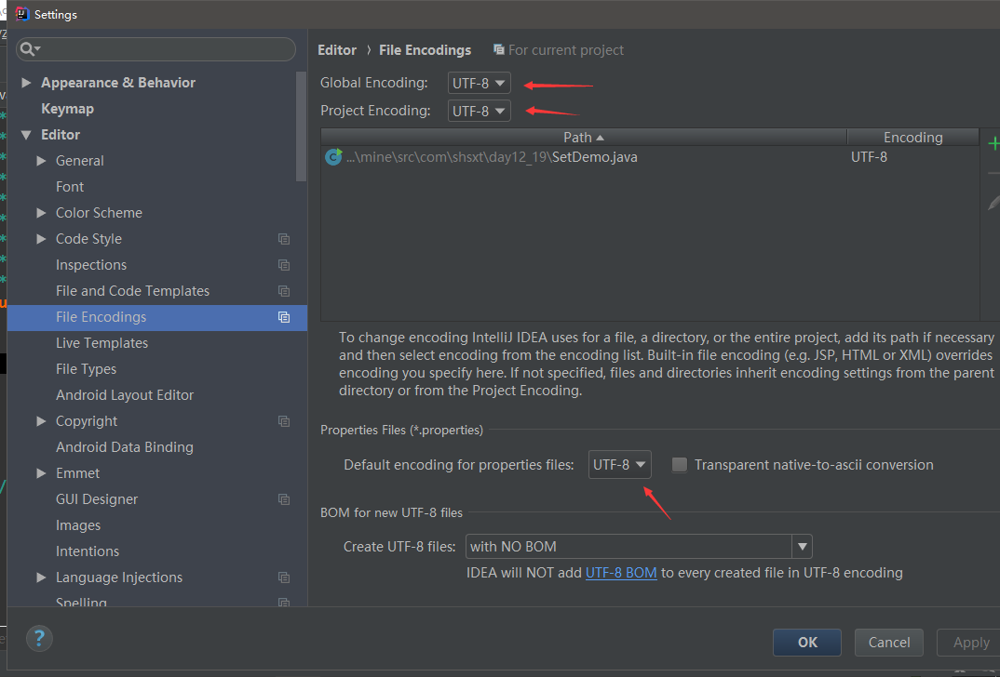 Settings
Editor › File Encodings For current project
Appearance & Behavior
Keymap
Editor
General
Font
Color Scheme
Code Style
Inspections
File and Code Templates
File Encodings
Live Templates
File Types
Android Layout Editor
Copyright
Android Data Binding
Emmet
GUI Designer
Images
Intentions
Language Injections
Spelling
Global Encoding: UTF-8
Project Encoding: UTF-8
Path Encoding
...\mine\src\com\shsxt\day12_19\SetDemo.java UTF-8
To change encoding IntelliJ IDEA uses for a file, a directory, or the entire project, add its path if necessary
and then select encoding from the encoding list. Built-in file encoding (e.g. JSP, HTML or XML) overrides
encoding you specify here. If not specified, files and directories inherit encoding settings from the parent
directory or from the Project Encoding.
Properties Files (*.properties)
Default encoding for properties files: UTF-8 Transparent native-to-ascii conversion
BOM for new UTF-8 files
Create UTF-8 files: with NO BOM
IDEA will NOT add UTF-8 BOM to every created file in UTF-8 encoding
?
OK Cancel Apply